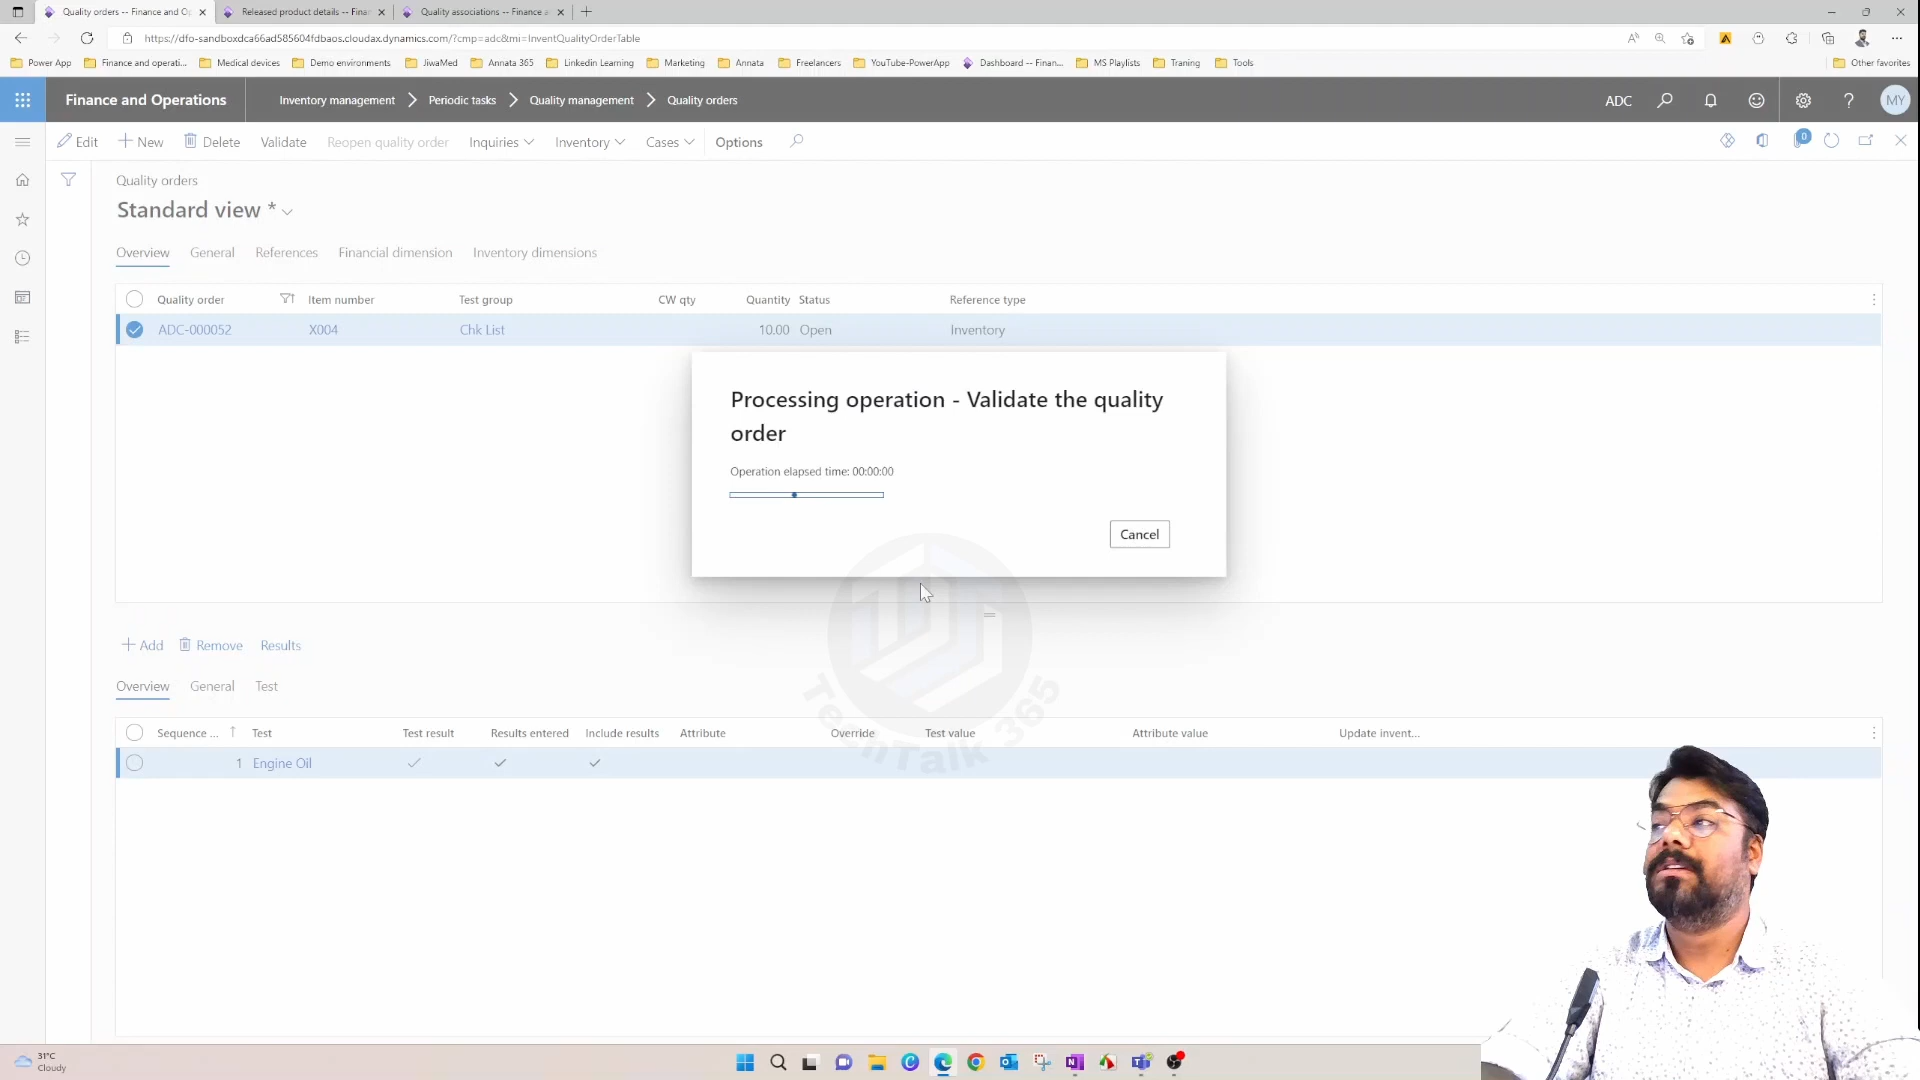 Quality orders -- Finance and Op
Released product details -- Finan
Quality associations -- Finance a
https://dfo-sandboxdca66ad585604fdbaos.cloudax.dynamics.com/?cmp=adc&mi=InventQualityOrderTable
Power App
Finance and operati...
Medical devices
Demo environments
JiwaMed
Annata 365
Linkedin Learning
Marketing
Annata
Freelancers
YouTube-PowerApp
Dashboard -- Finan...
MS Playlists
Traning
Tools
Other favorites
Finance and Operations
Inventory management
Periodic tasks
Quality management
Quality orders
ADC
MY
Edit
New
Delete
Validate
Reopen quality order
Inquiries
Inventory
Cases
Options
0
Quality orders
Standard view *
Overview
General
References
Financial dimension
Inventory dimensions
Quality order
Item number
Test group
CW qty
Quantity
Status
Reference type
ADC-000052
X004
Chk List
10.00
Open
Inventory
Processing operation - Validate the quality
order
Operation elapsed time: 00:00:00
Cancel
Add
Remove
Results
Overview
General
Test
TechTalk 365
Sequence ...
Test
Test result
Results entered
Include results
Attribute
Override
Test value
Attribute value
Update invent...
1
Engine Oil
31°C
Cloudy